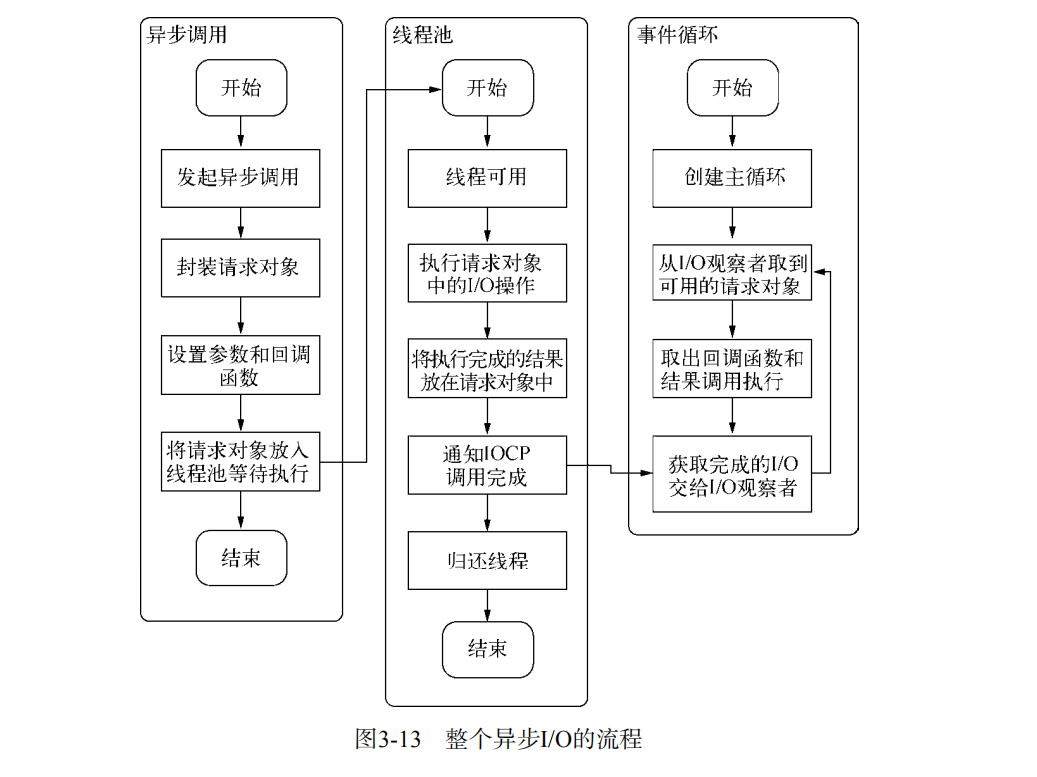 异步调用
开始
发起异步调用
封装请求对象
设置参数和回调
函数
将请求对象放入
线程池等待执行
结束
线程池
开始
线程可用
执行请求对象
中的I/O操作
将执行完成的结果
放在请求对象中
通知IOCP
调用完成
归还线程
结束
事件循环
开始
创建主循环
从I/O观察者取到
可用的请求对象
取出回调函数和
结果调用执行
获取完成的I/O
交给I/O观察者
图3-13 整个异步I/O的流程